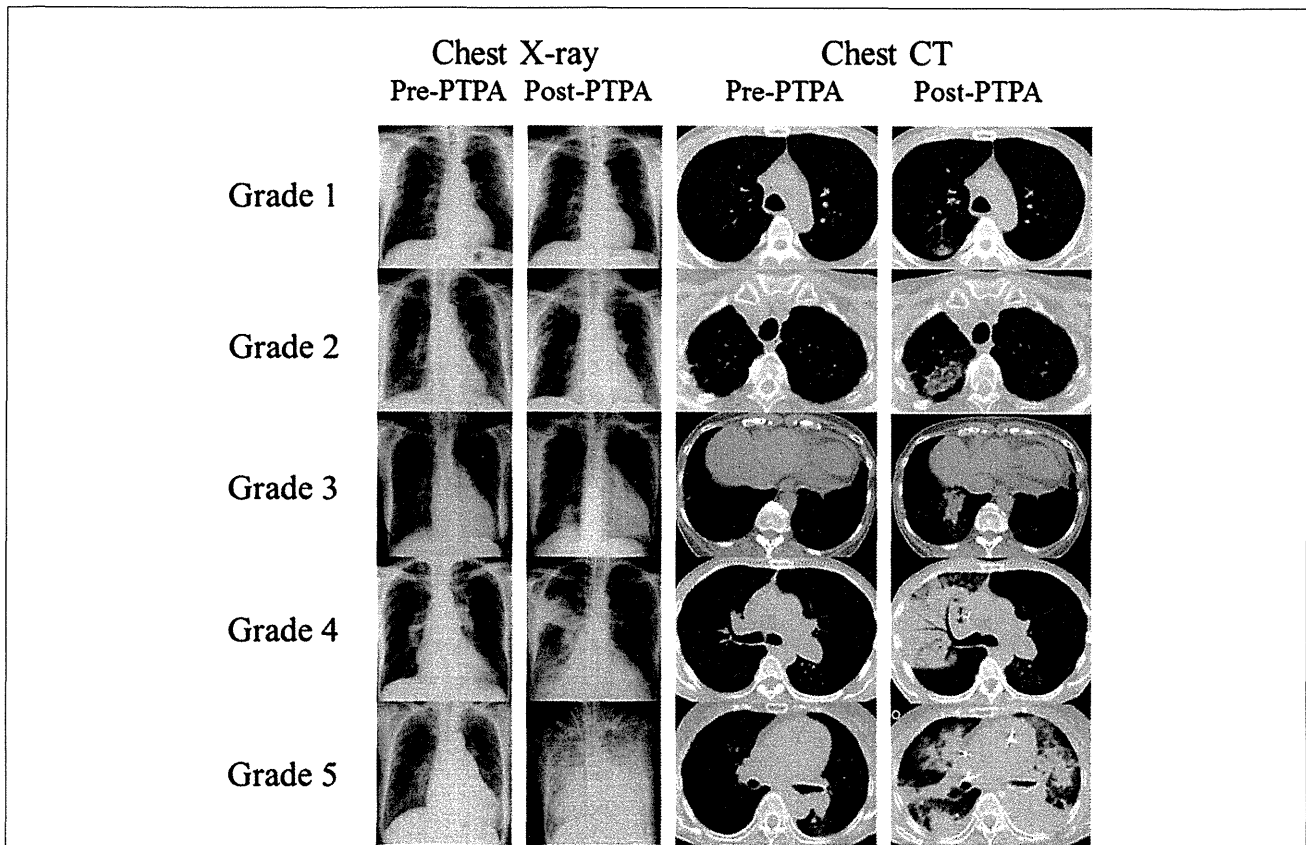 Chest X-ray Chest CT
Pre-PTPA Post-PTPA Pre-PTPA Post-PTPA
Grade 1
Grade 2
Grade 3
Grade 4
Grade 5